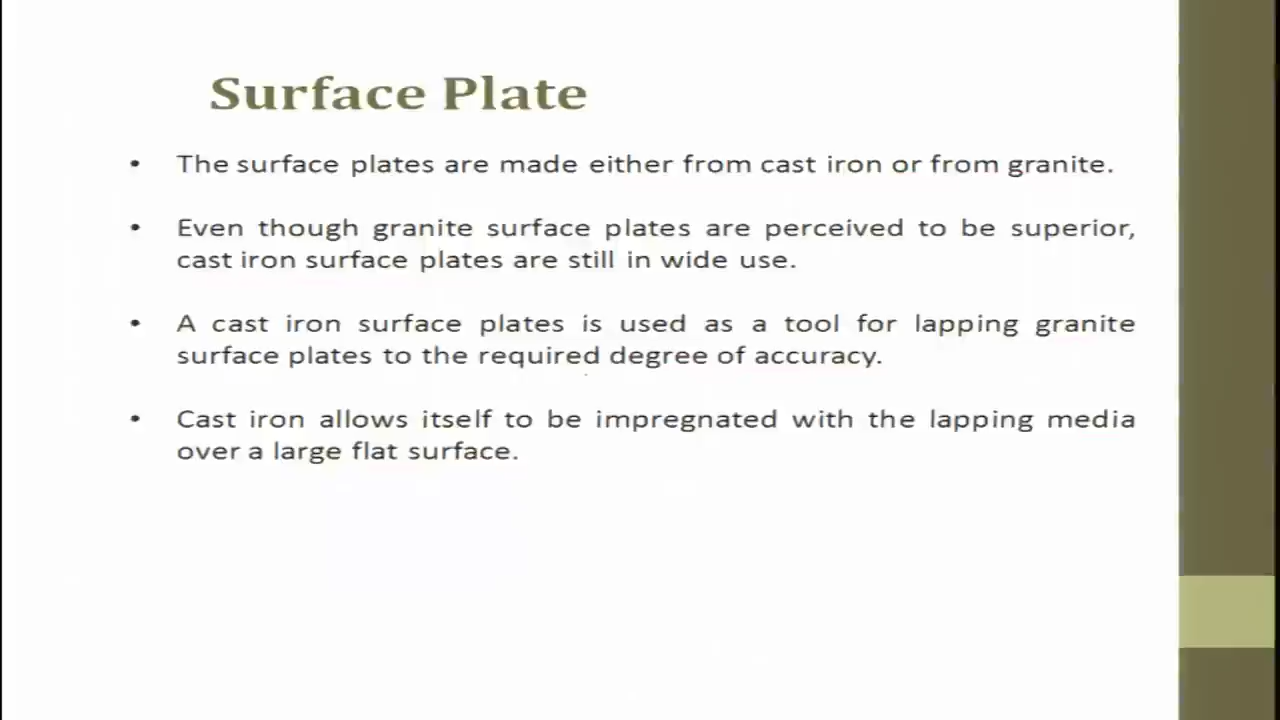 Surface Plate
• The surface plates are made either from cast iron or from granite.
• Even though granite surface plates are perceived to be superior,
cast iron surface plates are still in wide use.
• A cast iron surface plates is used as a tool for lapping granite
surface plates to the required degree of accuracy.
• Cast iron allows itself to be impregnated with the lapping media
over a large flat surface.